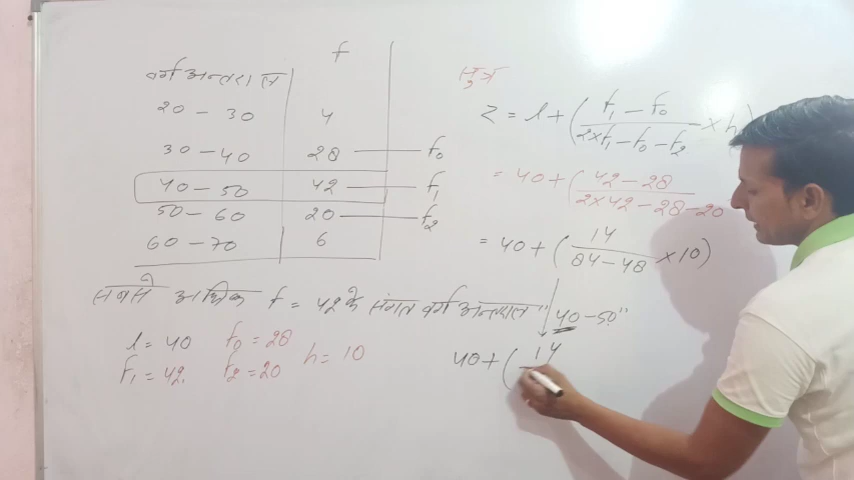 वर्ग अन्तराल f
20 - 30 4
30 - 40 28 f₀
40 - 50 42 f₁
50 - 60 20 f₂
60 - 70 6
सबसे अधिक f = 42 के संगत वर्ग अन्तराल "40 - 50"
l = 40 f₀ = 28
f₁ = 42 f₂ = 20 h = 10
सूत्र
Z = l + (f₁ - f₀ / 2×f₁ - f₀ - f₂ × h
= 40 + (42 - 28 / 2×42 - 28 - 20
= 40 + (14 / 84 - 48 × 10)
40 + (14